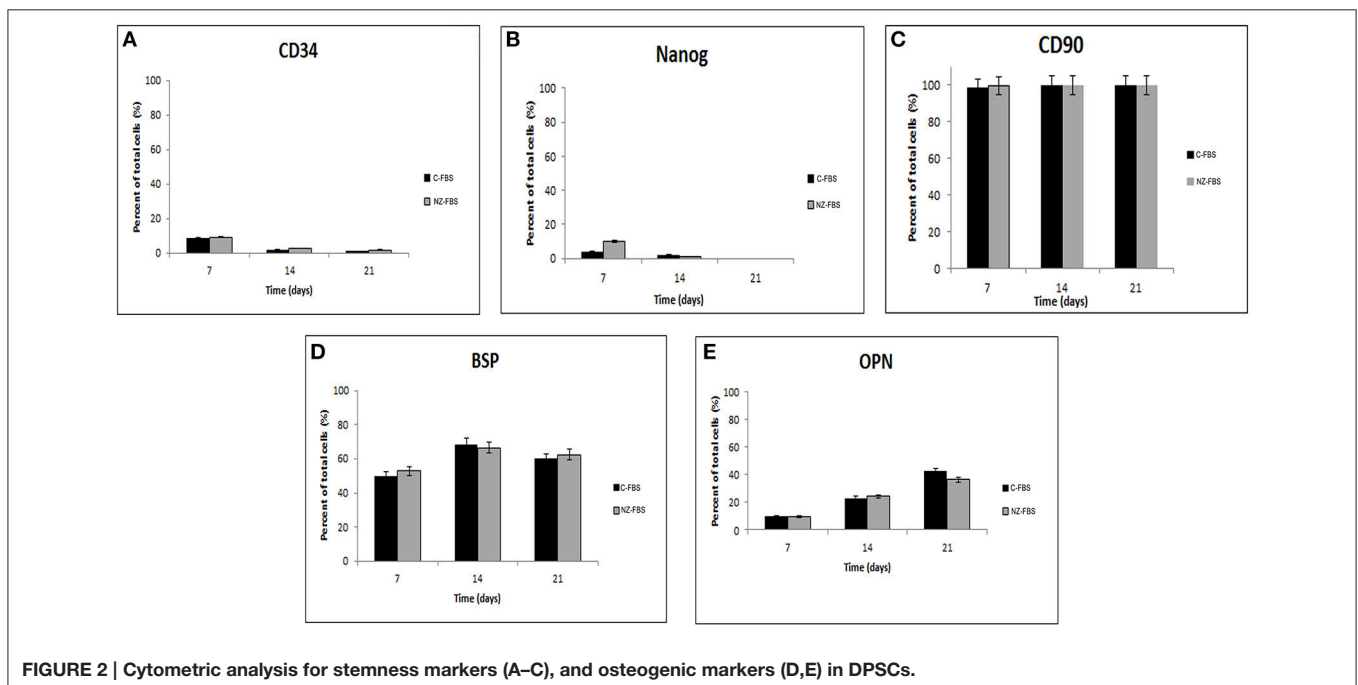 A
CD34
Percent of total cells (%)
100
80
60
40
20
0
7 14 21
Time (days)
C-FBS
NZ-FBS
B
Nanog
Percent of total cells (%)
100
80
60
40
20
0
7 14 21
Time (days)
C-FBS
NZ-FBS
C
CD90
Percent of total cells (%)
100
80
60
40
20
0
7 14 21
Time (days)
C-FBS
NZ-FBS
D
BSP
Percent of total cells (%)
100
80
60
40
20
0
7 14 21
Time (days)
C-FBS
NZ-FBS
E
OPN
Percent of total cells (%)
100
80
60
40
20
0
7 14 21
Time (days)
C-FBS
NZ-FBS
FIGURE 2 | Cytometric analysis for stemness markers (A–C), and osteogenic markers (D,E) in DPSCs.